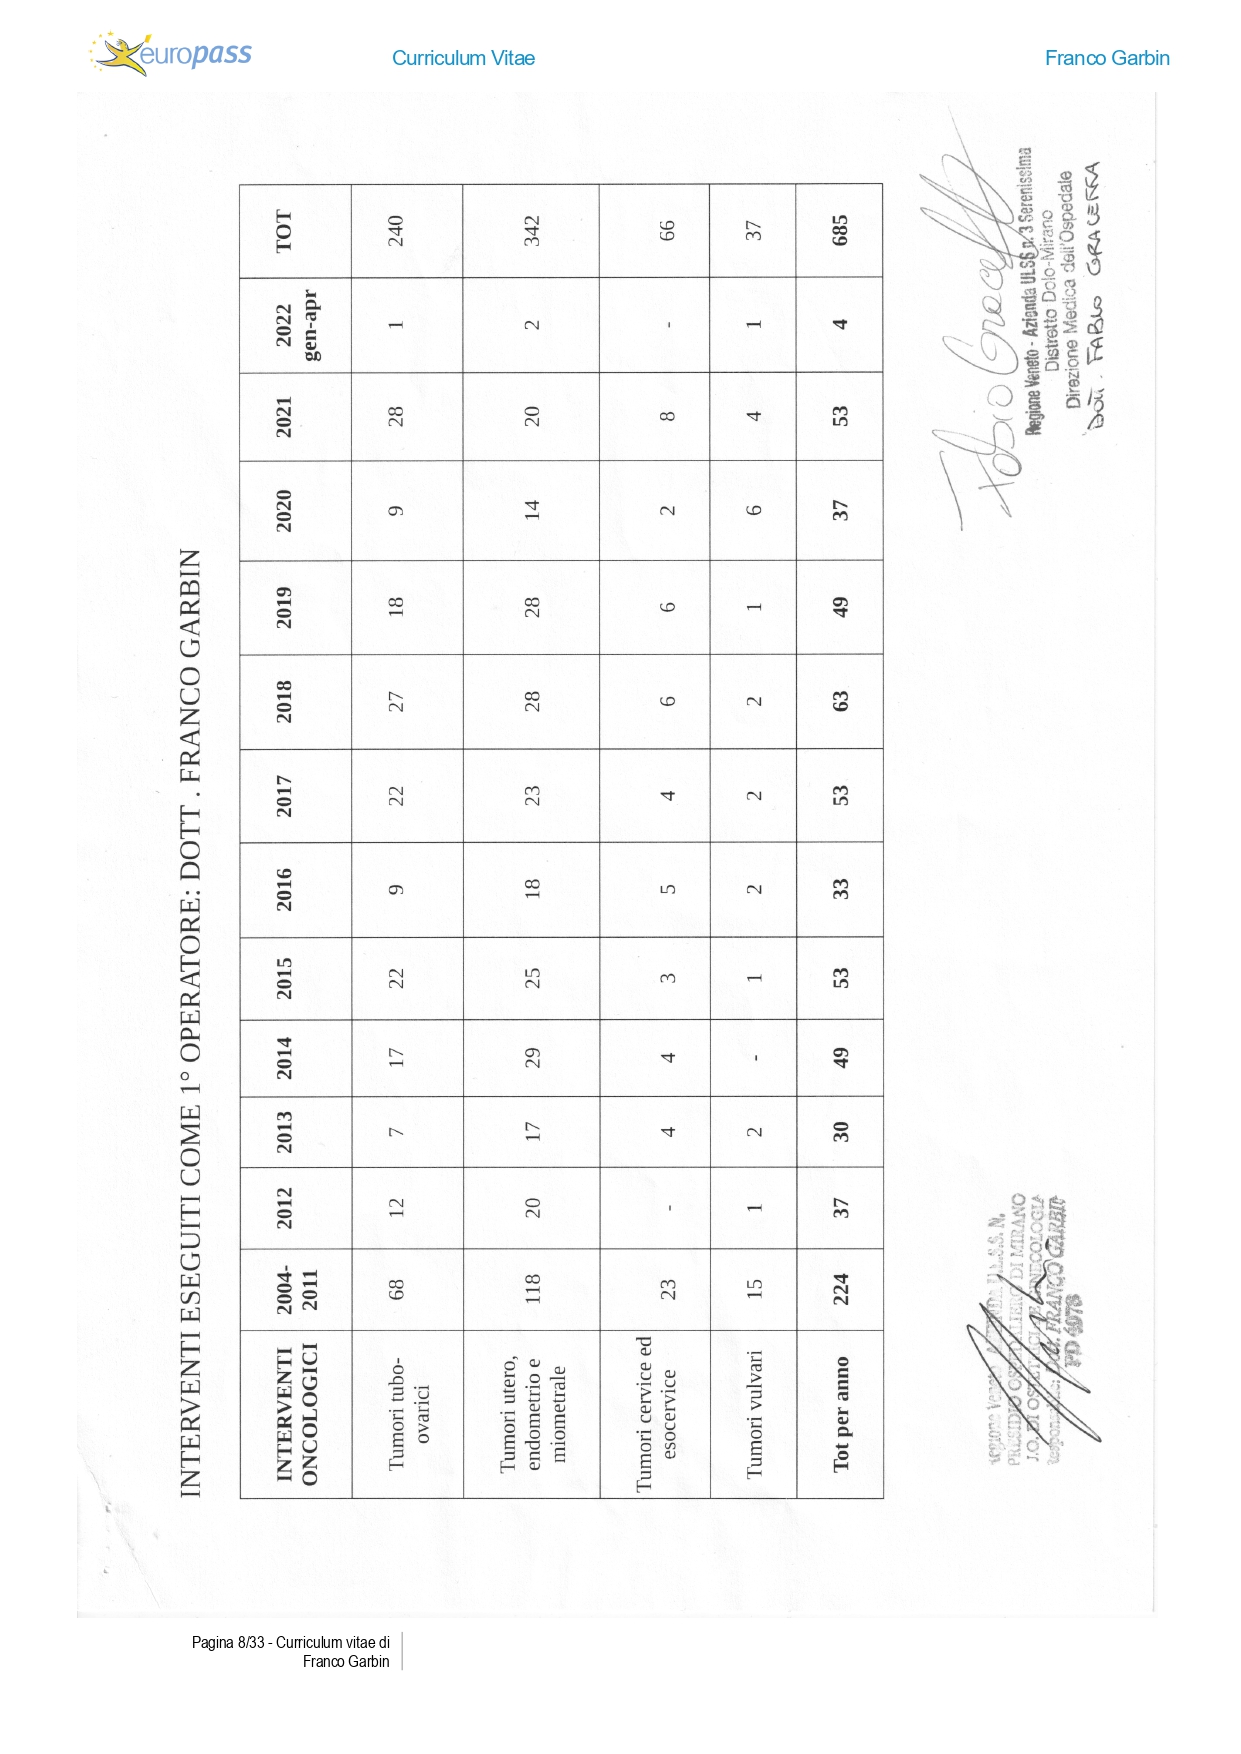 europass
Curriculum Vitae
Franco Garbin
INTERVENTI ESEGUITI COME 1° OPERATORE: DOTT . FRANCO GARBIN
INTERVENTI ONCOLOGICI 2004-2011 2012 2013 2014 2015 2016 2017 2018 2019 2020 2021 2022 gen-apr TOT
Tumori tubo-ovarici 68 12 7 17 22 9 22 27 18 9 28 1 240
Tumori utero, endometrio e miometrale 118 20 17 29 25 18 23 28 28 14 20 2 342
Tumori cervice ed esocervice 23 - 4 4 3 5 4 6 6 2 8 - 66
Tumori vulvari 15 1 2 - 1 2 2 2 1 6 4 1 37
Tot per anno 224 37 30 49 53 33 53 63 49 37 53 4 685
Regione Veneto - AZIENDA U.L.S.S. N.
PRESIDIO OSPEDALIERO DI MIRANO
U.O. DI OSTETRICIA E GINECOLOGIA
Responsabile: Dott. FRANCO GARBIN
PD 6078
Regione Veneto - Azienda ULSS n. 3 Serenissima
Distretto Dolo-Mirano
Direzione Medica dell'Ospedale
Dott. FABIO GRACEFFA
Pagina 8/33 - Curriculum vitae di
Franco Garbin